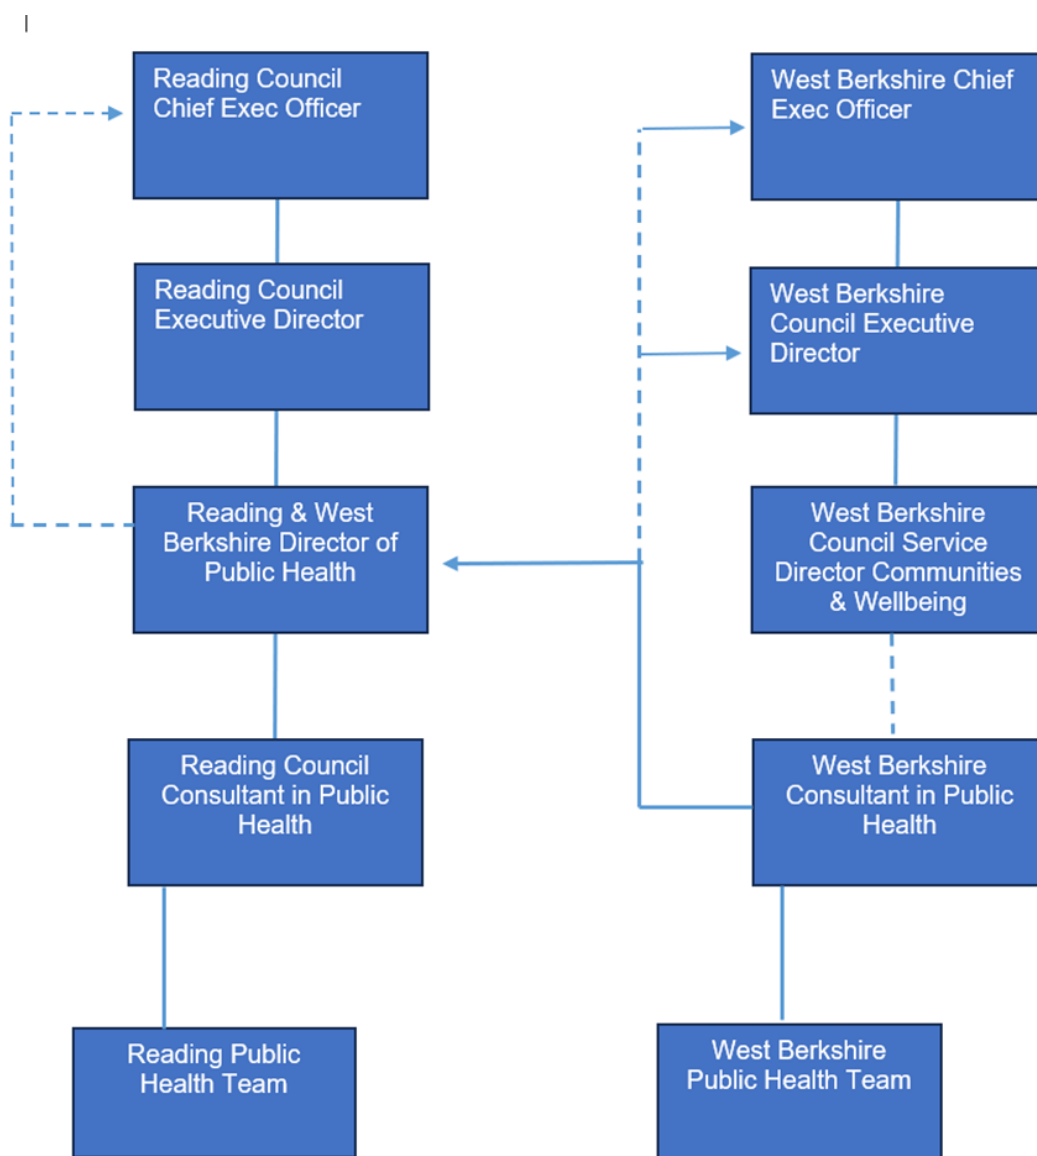 Reading Council
Chief Exec Officer
West Berkshire Chief
Exec Officer
Reading Council
Executive Director
West Berkshire
Council Executive
Director
Reading & West
Berkshire Director of
Public Health
West Berkshire
Council Service
Director Communities
& Wellbeing
Reading Council
Consultant in Public
Health
West Berkshire
Consultant in Public
Health
Reading Public
Health Team
West Berkshire
Public Health Team